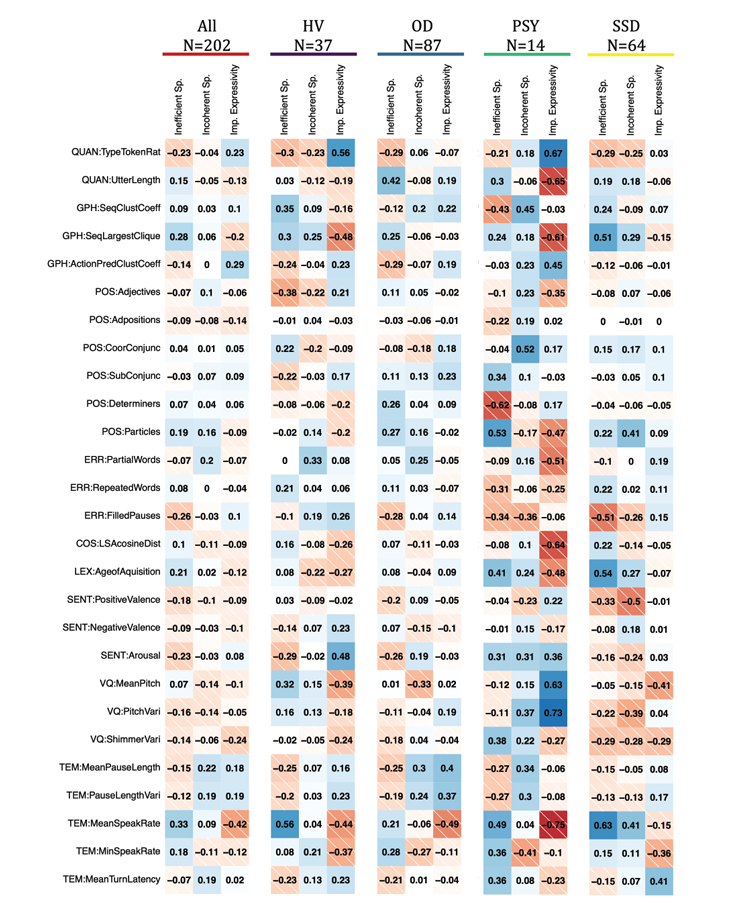 All HV OD PSY SSD
N=202 N=37 N=87 N=14 N=64
Inefficient Sp. Incoherent Sp. Imp. Expressivity Inefficient Sp. Incoherent Sp. Imp. Expressivity Inefficient Sp. Incoherent Sp. Imp. Expressivity Inefficient Sp. Incoherent Sp. Imp. Expressivity Inefficient Sp. Incoherent Sp. Imp. Expressivity
QUAN:TypeTokenRat −0.23 −0.04 0.23 −0.3 −0.23 0.56 −0.29 0.06 −0.07 −0.21 0.18 0.67 −0.29 −0.25 0.03
QUAN:UtterLength 0.15 −0.05 −0.13 0.03 −0.12 −0.19 0.42 −0.08 0.19 0.3 −0.06 −0.65 0.19 0.18 −0.06
GPH:SeqClustCoeff 0.09 0.03 0.1 0.35 0.09 −0.16 −0.12 0.2 0.22 −0.43 0.45 −0.03 0.24 −0.09 0.07
GPH:SeqLargestClique 0.28 0.06 −0.2 0.3 0.25 −0.48 0.25 −0.06 −0.03 0.24 0.18 −0.61 0.51 0.29 −0.15
GPH:ActionPredClustCoeff −0.14 0 0.29 −0.24 −0.04 0.23 −0.29 −0.07 0.19 −0.03 0.23 0.45 −0.12 −0.06 −0.01
POS:Adjectives −0.07 0.1 −0.06 −0.38 −0.22 0.21 0.11 0.05 −0.02 −0.1 0.23 −0.35 −0.08 0.07 −0.06
POS:Adpositions −0.09 −0.08 −0.14 −0.01 0.04 −0.03 −0.03 −0.06 −0.01 −0.22 0.19 0.02 0 −0.01 0
POS:CoorConjunc 0.04 0.01 0.05 0.22 −0.2 −0.09 −0.08 −0.18 0.18 −0.04 0.52 0.17 0.15 0.17 0.1
POS:SubConjunc −0.03 0.07 0.09 −0.22 −0.03 0.17 0.11 0.13 0.23 0.34 0.1 −0.03 −0.03 0.05 0.1
POS:Determiners 0.07 0.04 0.06 −0.08 −0.06 −0.2 0.26 0.04 0.09 −0.62 −0.08 0.17 −0.04 −0.06 −0.05
POS:Particles 0.19 0.16 −0.09 −0.02 0.14 −0.2 0.27 0.16 −0.02 0.53 −0.17 −0.47 0.22 0.41 0.09
ERR:PartialWords −0.07 0.2 −0.07 0 0.33 0.08 0.05 0.25 −0.05 −0.09 0.16 −0.51 −0.1 0 0.19
ERR:RepeatedWords 0.08 0 −0.04 0.21 0.04 0.06 0.11 0.03 −0.07 −0.31 −0.06 −0.25 0.22 0.02 0.11
ERR:FilledPauses −0.26 −0.03 0.1 −0.1 0.19 0.26 −0.28 0.04 0.14 −0.34 −0.36 −0.06 −0.51 −0.26 0.15
COS:LSAcosineDist 0.1 −0.11 −0.09 0.16 −0.08 −0.26 0.07 −0.11 −0.03 −0.08 0.1 −0.64 0.22 −0.14 −0.05
LEX:AgeofAquisition 0.21 0.02 −0.12 0.08 −0.22 −0.27 0.08 −0.04 0.09 0.41 0.24 −0.48 0.54 0.27 −0.07
SENT:PositiveValence −0.18 −0.1 −0.09 0.03 −0.09 −0.02 −0.2 0.09 −0.05 −0.04 −0.23 0.22 −0.33 −0.5 −0.01
SENT:NegativeValence −0.09 −0.03 −0.1 −0.14 0.07 0.23 0.07 −0.15 −0.1 −0.01 0.15 −0.17 −0.08 0.18 0.01
SENT:Arousal −0.23 −0.03 0.08 −0.29 −0.02 0.48 −0.26 0.19 −0.03 0.31 0.31 0.36 −0.16 −0.24 0.03
VQ:MeanPitch 0.07 −0.14 −0.1 0.32 0.15 −0.39 0.01 −0.33 0.02 −0.12 0.15 0.63 −0.05 −0.15 −0.41
VQ:PitchVari −0.16 −0.14 −0.05 0.16 0.13 −0.18 −0.11 −0.04 0.19 −0.11 0.37 0.73 −0.22 −0.39 0.04
VQ:ShimmerVari −0.14 −0.06 −0.24 −0.02 −0.05 −0.24 −0.18 0.04 −0.04 0.38 0.22 −0.27 −0.29 −0.28 −0.29
TEM:MeanPauseLength −0.15 0.22 0.18 −0.25 0.07 0.16 −0.25 0.3 0.4 −0.27 0.34 −0.06 −0.15 −0.05 0.08
TEM:PauseLengthVari −0.12 0.19 0.19 −0.2 0.03 0.23 −0.19 0.24 0.37 −0.27 0.3 −0.08 −0.13 −0.13 0.17
TEM:MeanSpeakRate 0.33 0.09 −0.42 0.56 0.04 −0.44 0.21 −0.06 −0.49 0.49 0.04 −0.75 0.63 0.41 −0.15
TEM:MinSpeakRate 0.18 −0.11 −0.12 0.08 0.21 −0.37 0.28 −0.27 −0.11 0.36 −0.41 −0.1 0.15 0.11 −0.36
TEM:MeanTurnLatency −0.07 0.19 0.02 −0.23 0.13 0.23 −0.21 0.01 −0.04 0.36 0.08 −0.23 −0.15 0.07 0.41